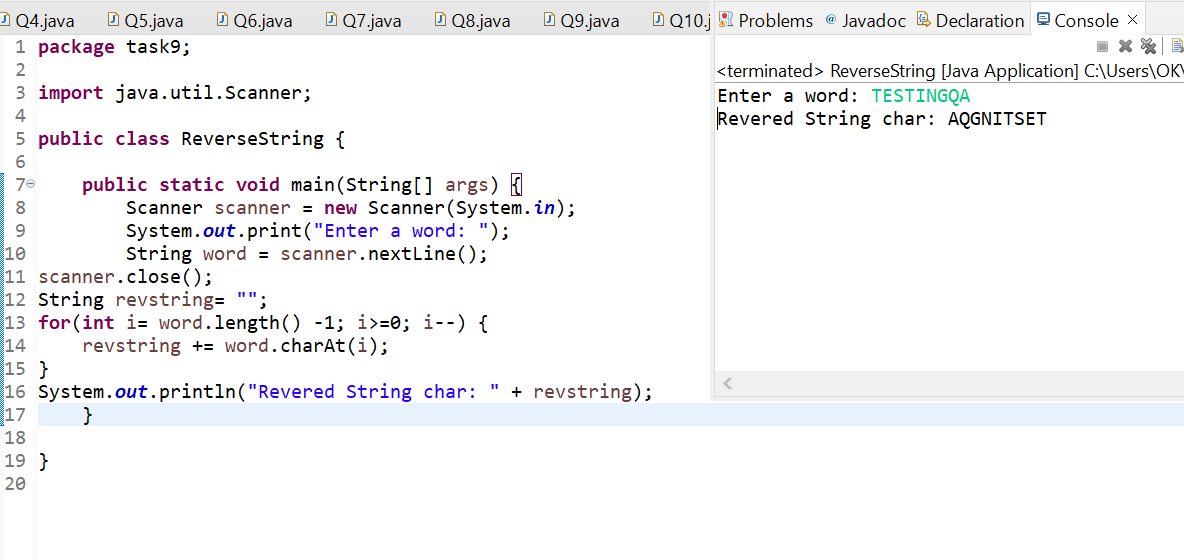 Q4.java Q5.java Q6.java Q7.java Q8.java Q9.java Q10.j
Problems @ Javadoc Declaration Console ×
<terminated> ReverseString [Java Application] C:\Users\OK\
Enter a word: TESTINGQA
Revered String char: AQGNITSET
1 package task9;
2
3 import java.util.Scanner;
4
5 public class ReverseString {
6
7     public static void main(String[] args) {
8         Scanner scanner = new Scanner(System.in);
9         System.out.print("Enter a word: ");
10         String word = scanner.nextLine();
11 scanner.close();
12 String revstring= "";
13 for(int i= word.length() -1; i>=0; i--) {
14     revstring += word.charAt(i);
15 }
16 System.out.println("Revered String char: " + revstring);
17     }
18
19 }
20